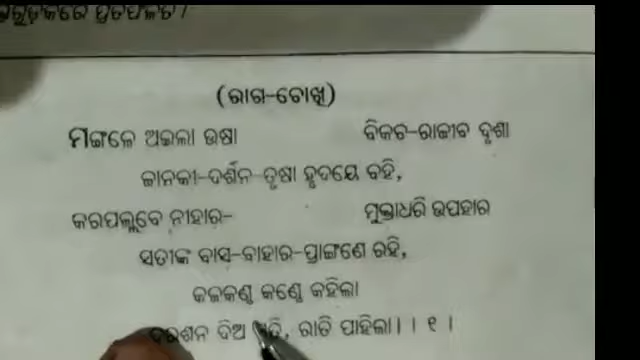 (ରାଗ-ଚୋଖି)
ମଙ୍ଗଳେ ଅଇଲା ଉଷା ବିକଚ-ରାଜୀବ ଦୃଶା
ଜାନକୀ-ଦର୍ଶନ-ତୃଷା ହୃଦୟେ ବହି,
କରପଲ୍ଲବେ ନୀହାର- ମୁକ୍ତାଧରି ଉପହାର
ସତୀଙ୍କ ବାସ-ବାହାର-ପ୍ରାଙ୍ଗଣେ ରହି,
କଳକଣ୍ଠ କଣ୍ଠେ କହିଲା
ଦରଶନ ଦିଅ ସତି, ରାତି ପାହିଲା।। ୧ ।